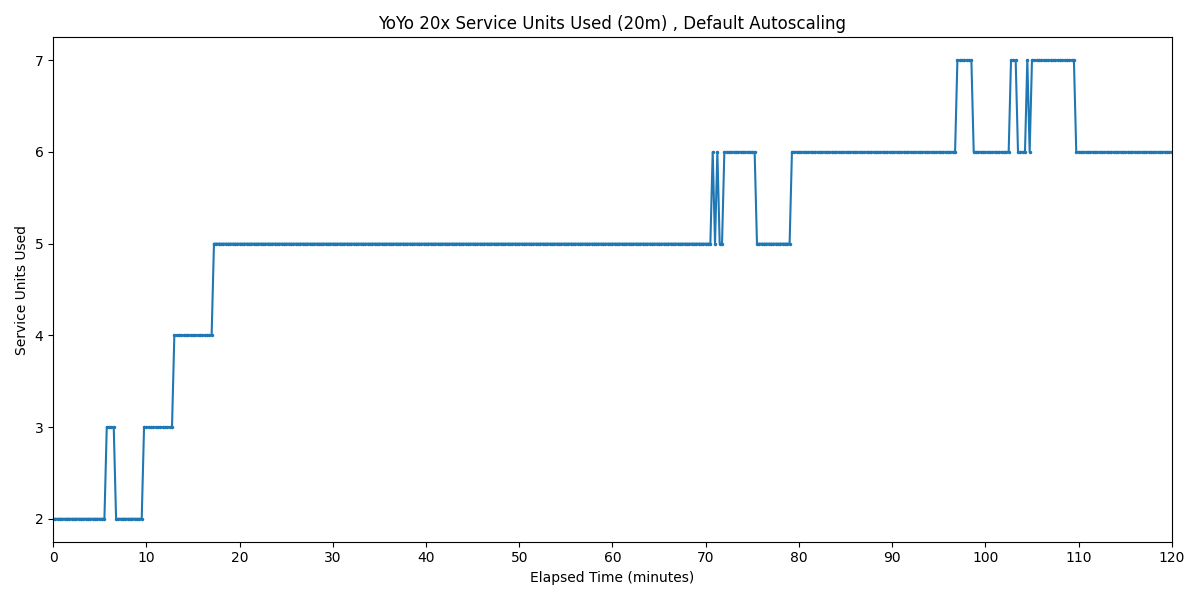 YoYo 20x Service Units Used (20m) , Default Autoscaling
Service Units Used
7
6
5
4
3
2
0 10 20 30 40 50 60 70 80 90 100 110 120
Elapsed Time (minutes)